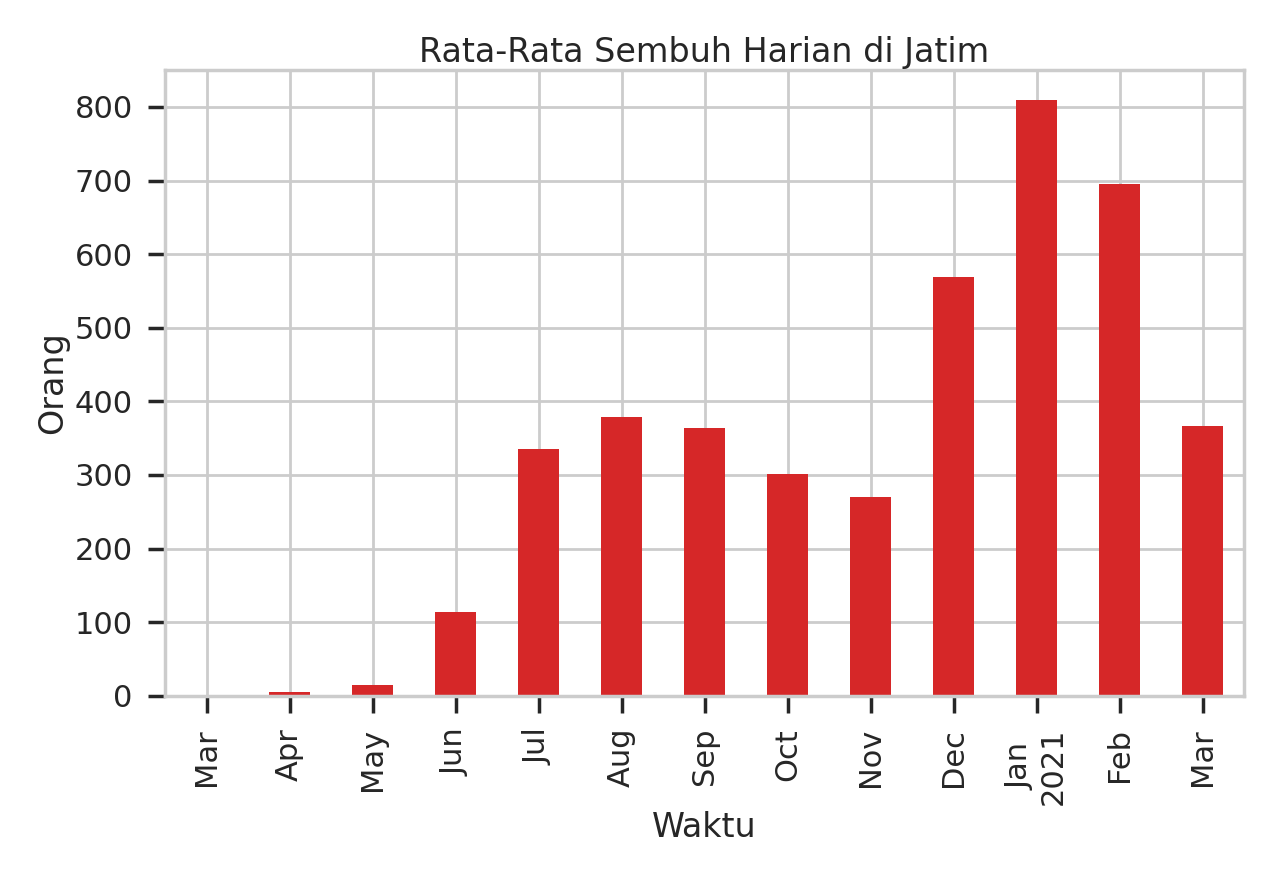 Rata-Rata Sembuh Harian di Jatim
800
700
600
500
400
300
200
100
0
Orang
Mar
Apr
May
Jun
Jul
Aug
Sep
Oct
Nov
Dec
Jan
2021
Feb
Mar
Waktu